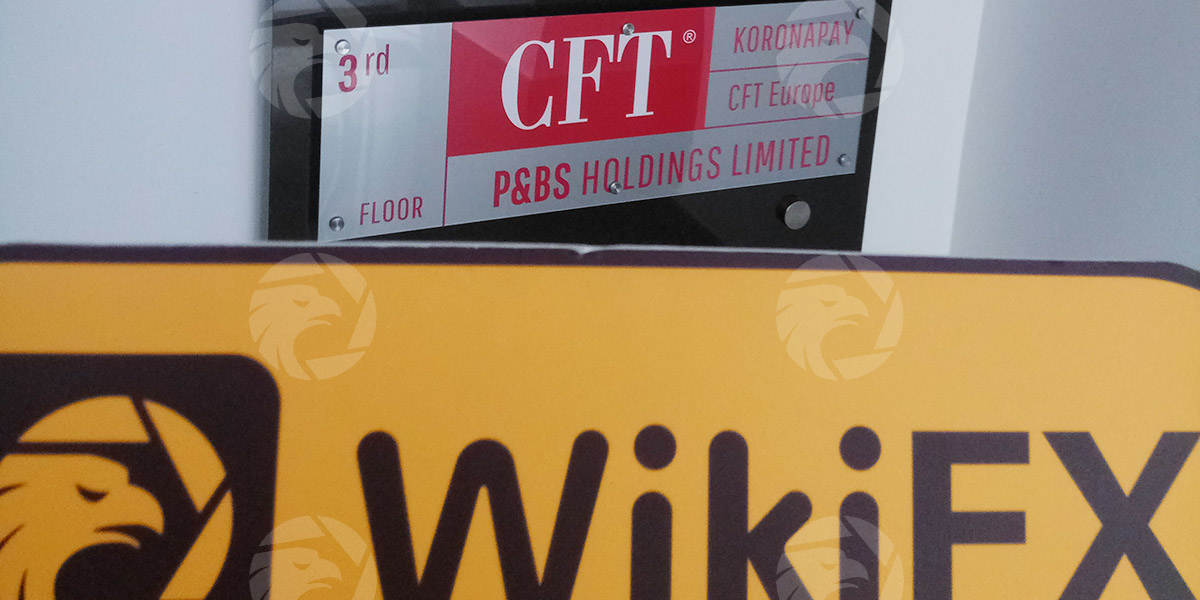 3rd
FLOOR
CFT®
KORONAPAY
CFT Europe
P&BS HOLDINGS LIMITED
WikiFX